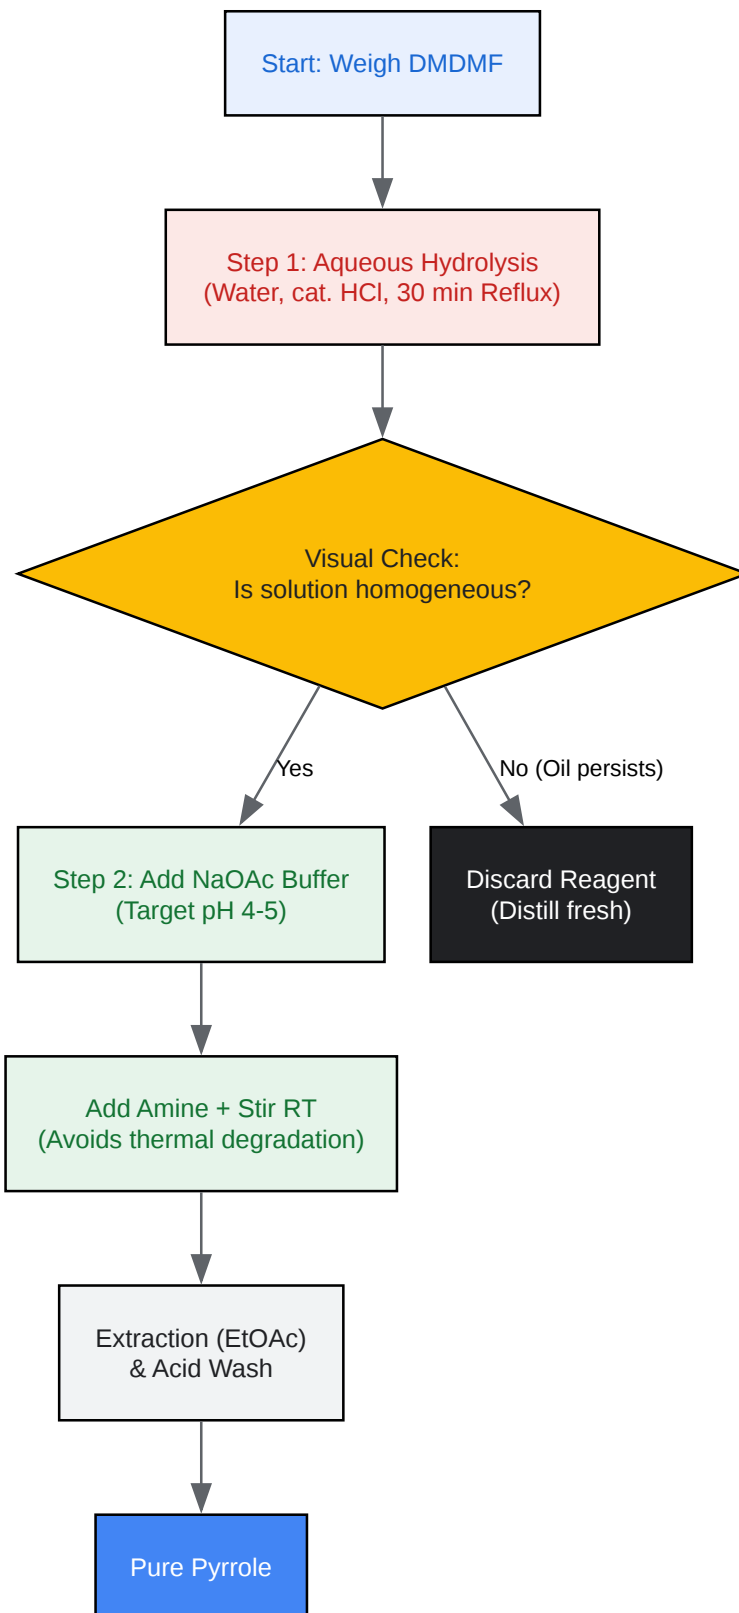 Start: Weigh DMDMF
Step 1: Aqueous Hydrolysis
(Water, cat. HCl, 30 min Reflux)
Visual Check:
Is solution homogeneous?
Yes
No (Oil persists)
Step 2: Add NaOAc Buffer
(Target pH 4-5)
Discard Reagent
(Distill fresh)
Add Amine + Stir RT
(Avoids thermal degradation)
Extraction (EtOAc)
& Acid Wash
Pure Pyrrole